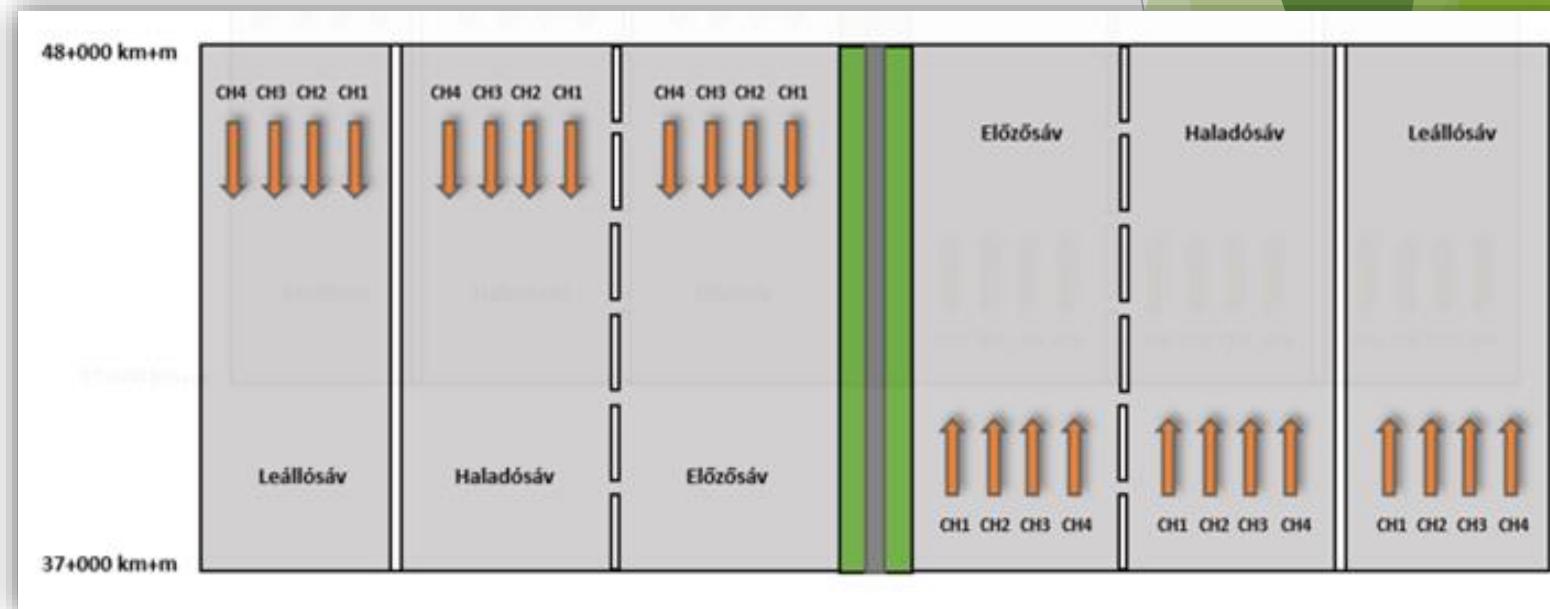 48+000 km+m
CH4 CH3 CH2 CH1
CH4 CH3 CH2 CH1
CH4 CH3 CH2 CH1
Előzősáv
Haladósáv
Leállósáv
Leállósáv
Haladósáv
Előzősáv
CH1 CH2 CH3 CH4
CH1 CH2 CH3 CH4
CH1 CH2 CH3 CH4
37+000 km+m